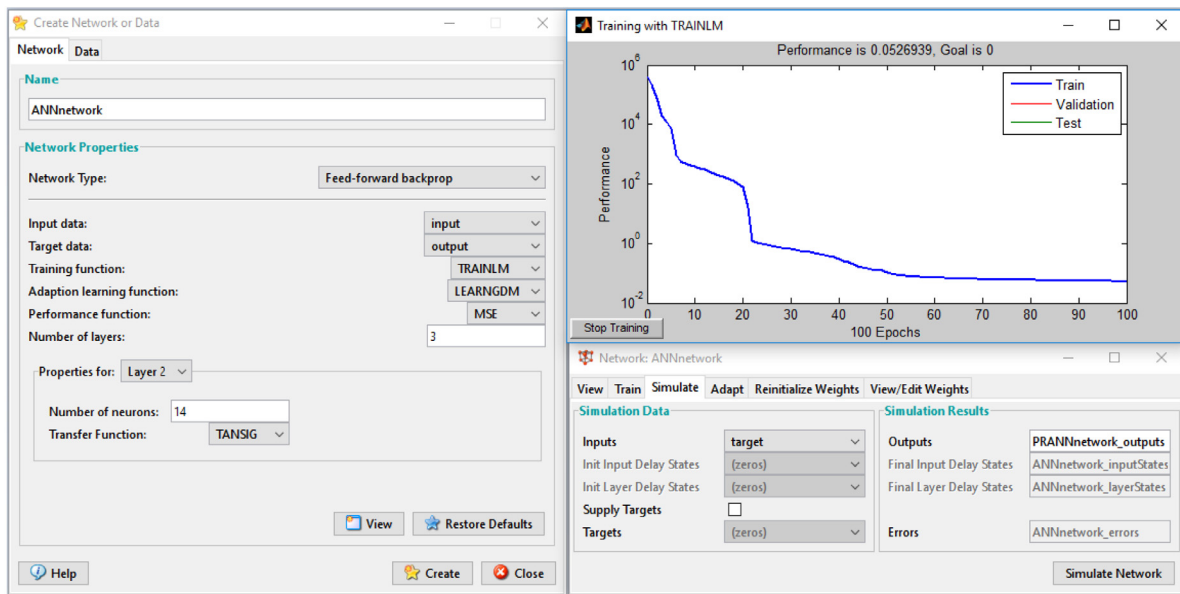 Create Network or Data
Network Data
Name
ANNnetwork
Network Properties
Network Type: Feed-forward backprop
Input data: input
Target data: output
Training function: TRAINLM
Adaption learning function: LEARNGDM
Performance function: MSE
Number of layers: 3
Properties for: Layer 2
Number of neurons: 14
Transfer Function: TANSIG
View Restore Defaults
Help Create Close
Training with TRAINLM
Performance is 0.0526939, Goal is 0
Train
Validation
Test
Performance
10^6
10^4
10^2
10^0
10^-2
0 10 20 30 40 50 60 70 80 90 100
100 Epochs
Stop Training
Network: ANNnetwork
View Train Simulate Adapt Reinitialize Weights View/Edit Weights
Simulation Data
Inputs target
Init Input Delay States (zeros)
Init Layer Delay States (zeros)
Supply Targets
Targets (zeros)
Simulation Results
Outputs PRANNnetwork_outputs
Final Input Delay States ANNnetwork_inputStates
Final Layer Delay States ANNnetwork_layerStates
Errors ANNnetwork_errors
Simulate Network